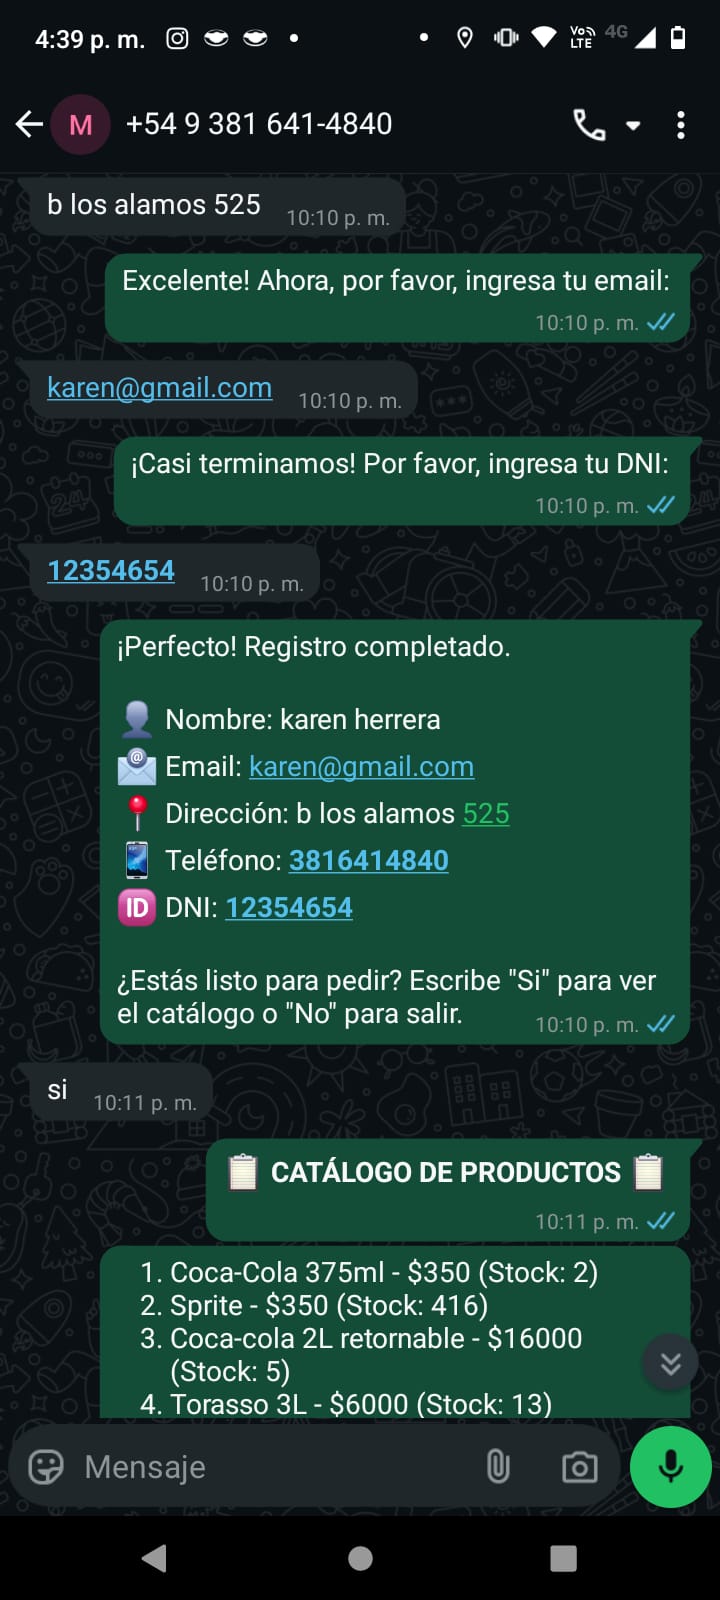 4:39 p. m.
Vo) LTE 4G
M +54 9 381 641-4840
b los alamos 525 10:10 p. m.
Excelente! Ahora, por favor, ingresa tu email:
10:10 p. m.
karen@gmail.com 10:10 p. m.
¡Casi terminamos! Por favor, ingresa tu DNI:
10:10 p. m.
12354654 10:10 p. m.
¡Perfecto! Registro completado.
Nombre: karen herrera
Email: karen@gmail.com
Dirección: b los alamos 525
Teléfono: 3816414840
ID DNI: 12354654
¿Estás listo para pedir? Escribe "Si" para ver
el catálogo o "No" para salir. 10:10 p. m.
si 10:11 p. m.
CATÁLOGO DE PRODUCTOS
10:11 p. m.
1. Coca-Cola 375ml - $350 (Stock: 2)
2. Sprite - $350 (Stock: 416)
3. Coca-cola 2L retornable - $16000
(Stock: 5)
4. Torasso 3L - $6000 (Stock: 13)
Mensaje